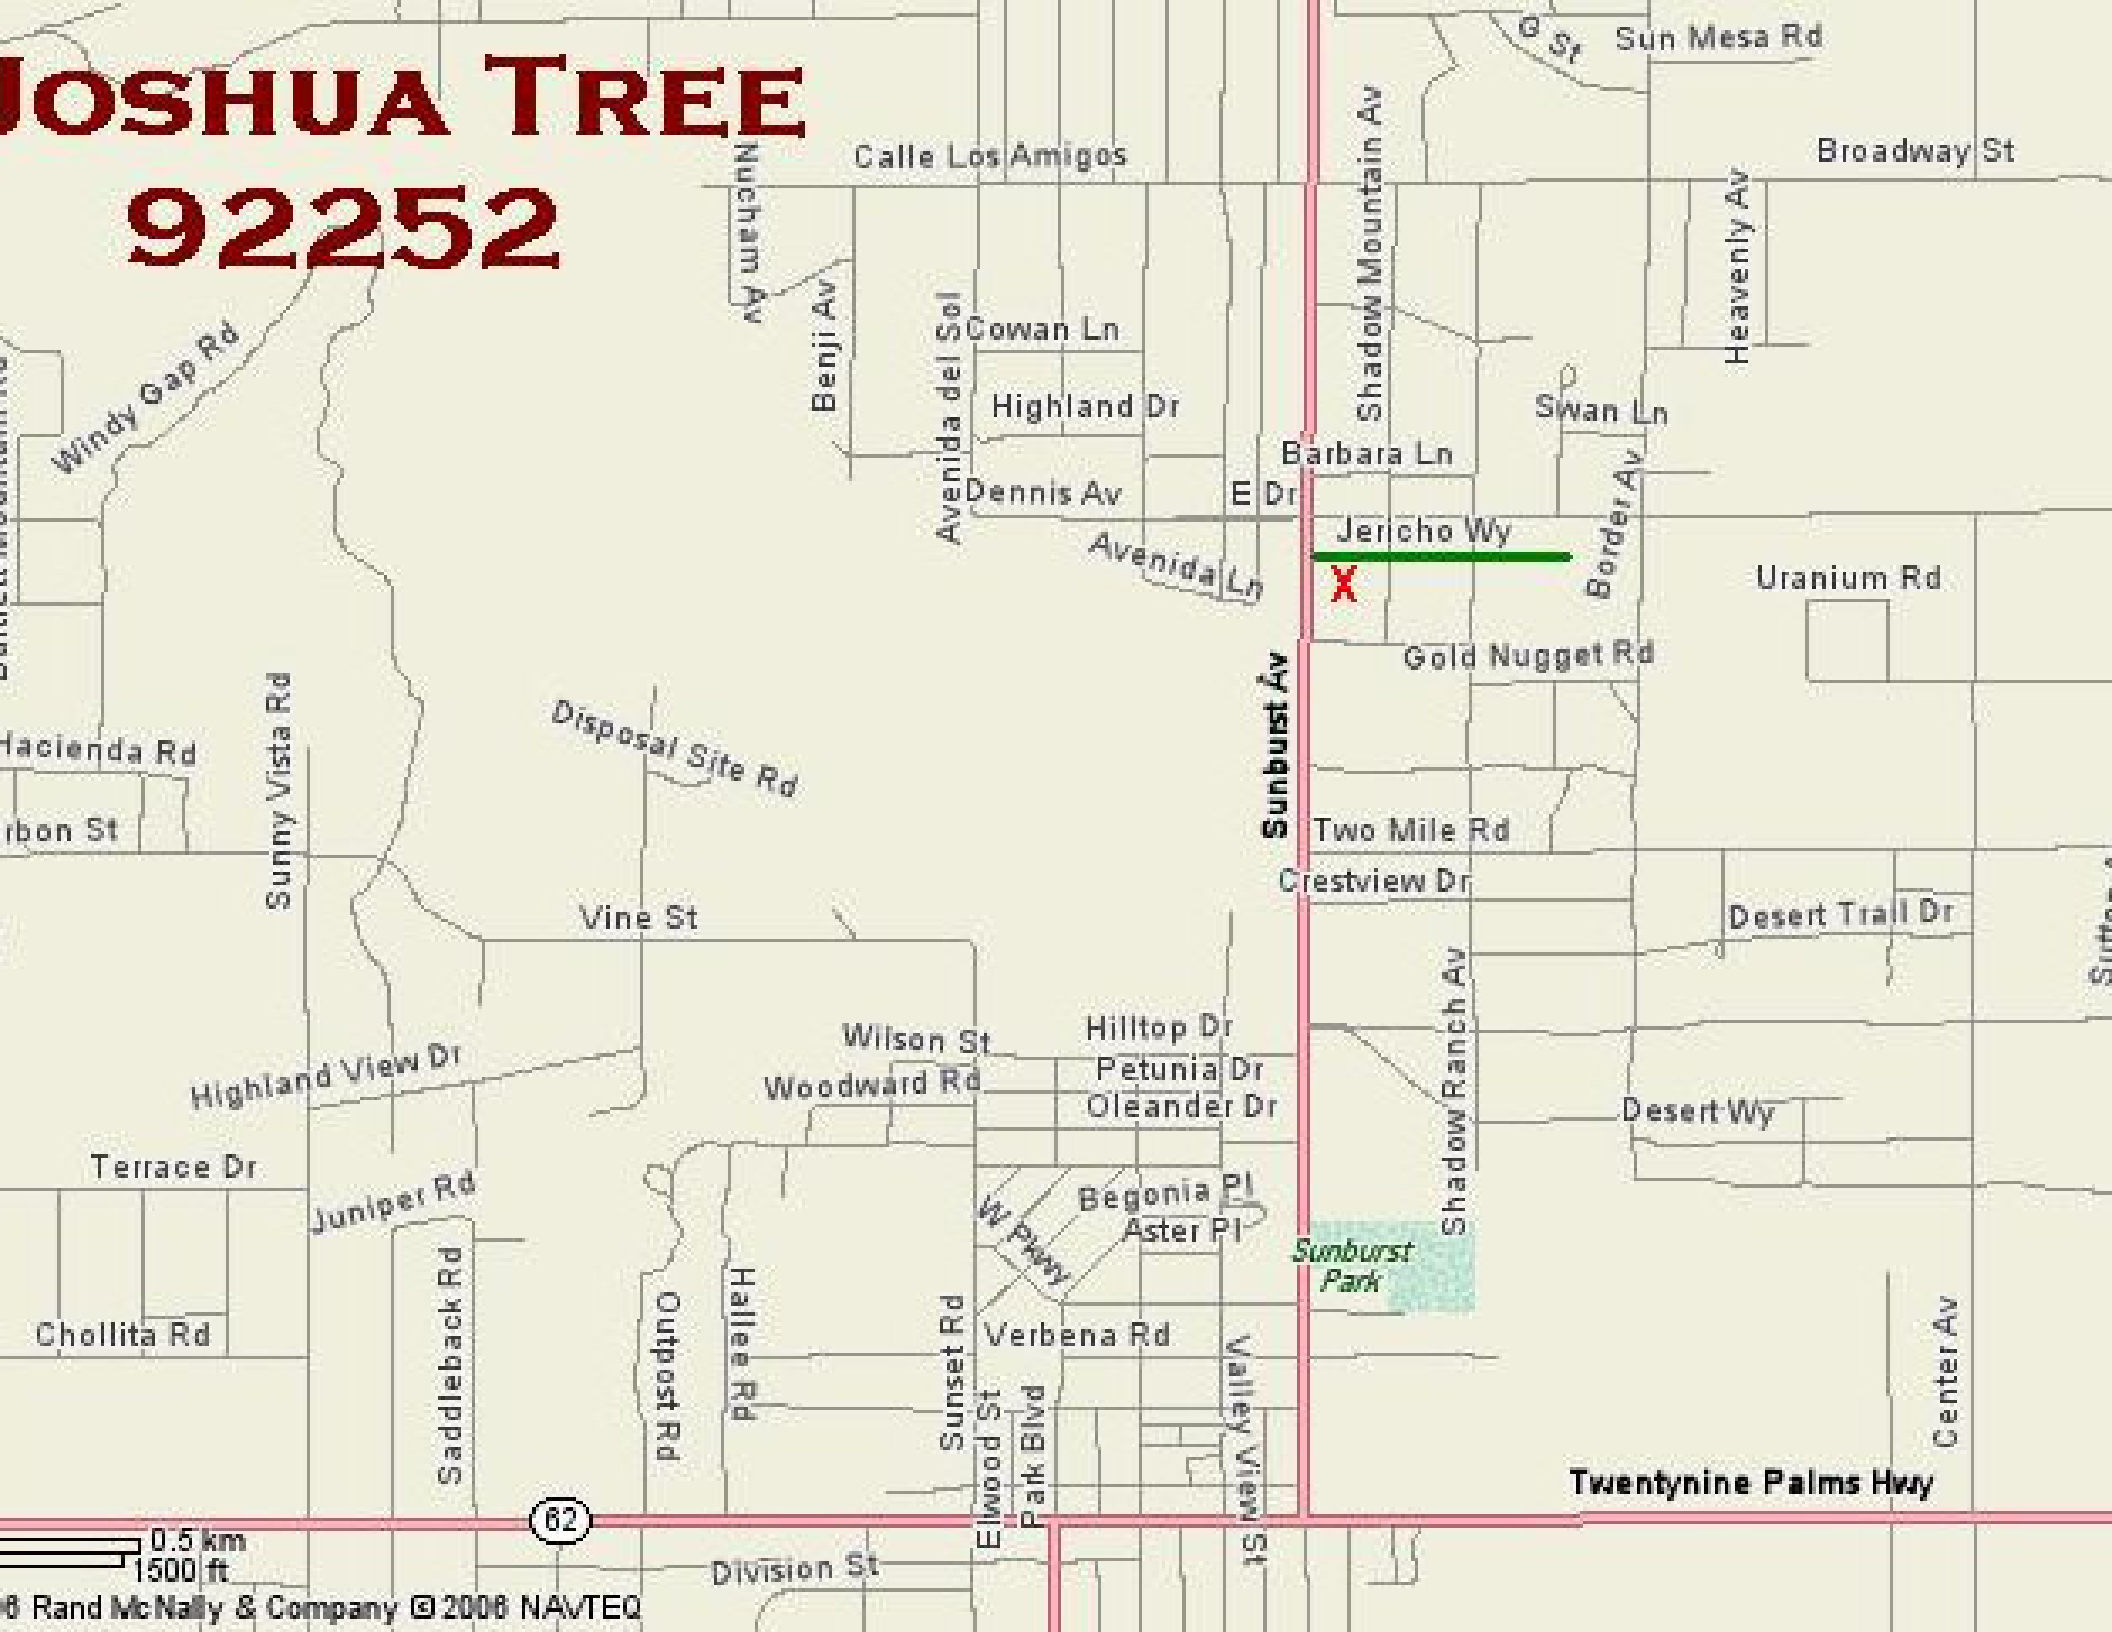 JOSHUA TREE
92252
G St
Sun Mesa Rd
Broadway St
Calle Los Amigos
Nucham Av
Shadow Mountain Av
Heavenly Av
Benji Av
Avenida del Sol
Cowan Ln
Windy Gap Rd
Highland Dr
Swan Ln
Barbara Ln
Dennis Av
E Dr
Jericho Wy
Border Av
Avenida Ln
X
Uranium Rd
Gold Nugget Rd
Sunburst Av
Sunny Vista Rd
Disposal Site Rd
Hacienda Rd
rbon St
Two Mile Rd
Crestview Dr
Vine St
Desert Trail Dr
Shadow Ranch Av
Wilson St
Hilltop Dr
Highland View Dr
Petunia Dr
Woodward Rd
Oleander Dr
Desert Wy
Terrace Dr
Juniper Rd
Begonia Pl
W Pkwy
Aster Pl
Sunburst
Park
Saddleback Rd
Outpost Rd
Hallee Rd
Chollita Rd
Sunset Rd
Verbena Rd
Valley View St
Elwood St
Park Blvd
Center Av
Twentynine Palms Hwy
62
0.5 km
1500 ft
Division St
06 Rand McNally & Company © 2006 NAVTEQ